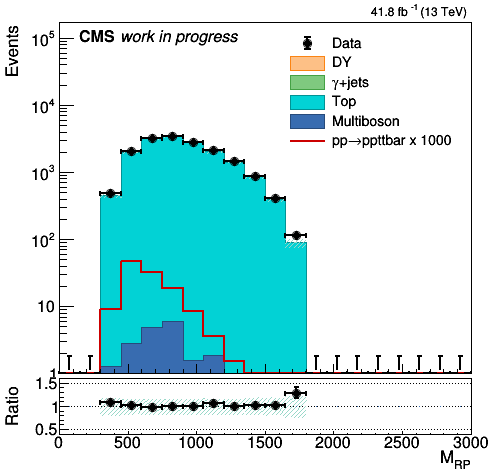 41.8 fb⁻¹ (13 TeV)
CMS work in progress
Events
10⁵
10⁴
10³
10²
10
1
Data
DY
γ+jets
Top
Multiboson
pp→ppttbar x 1000
Ratio
1.5
1
0.5
0 500 1000 1500 2000 2500 3000
M_RP